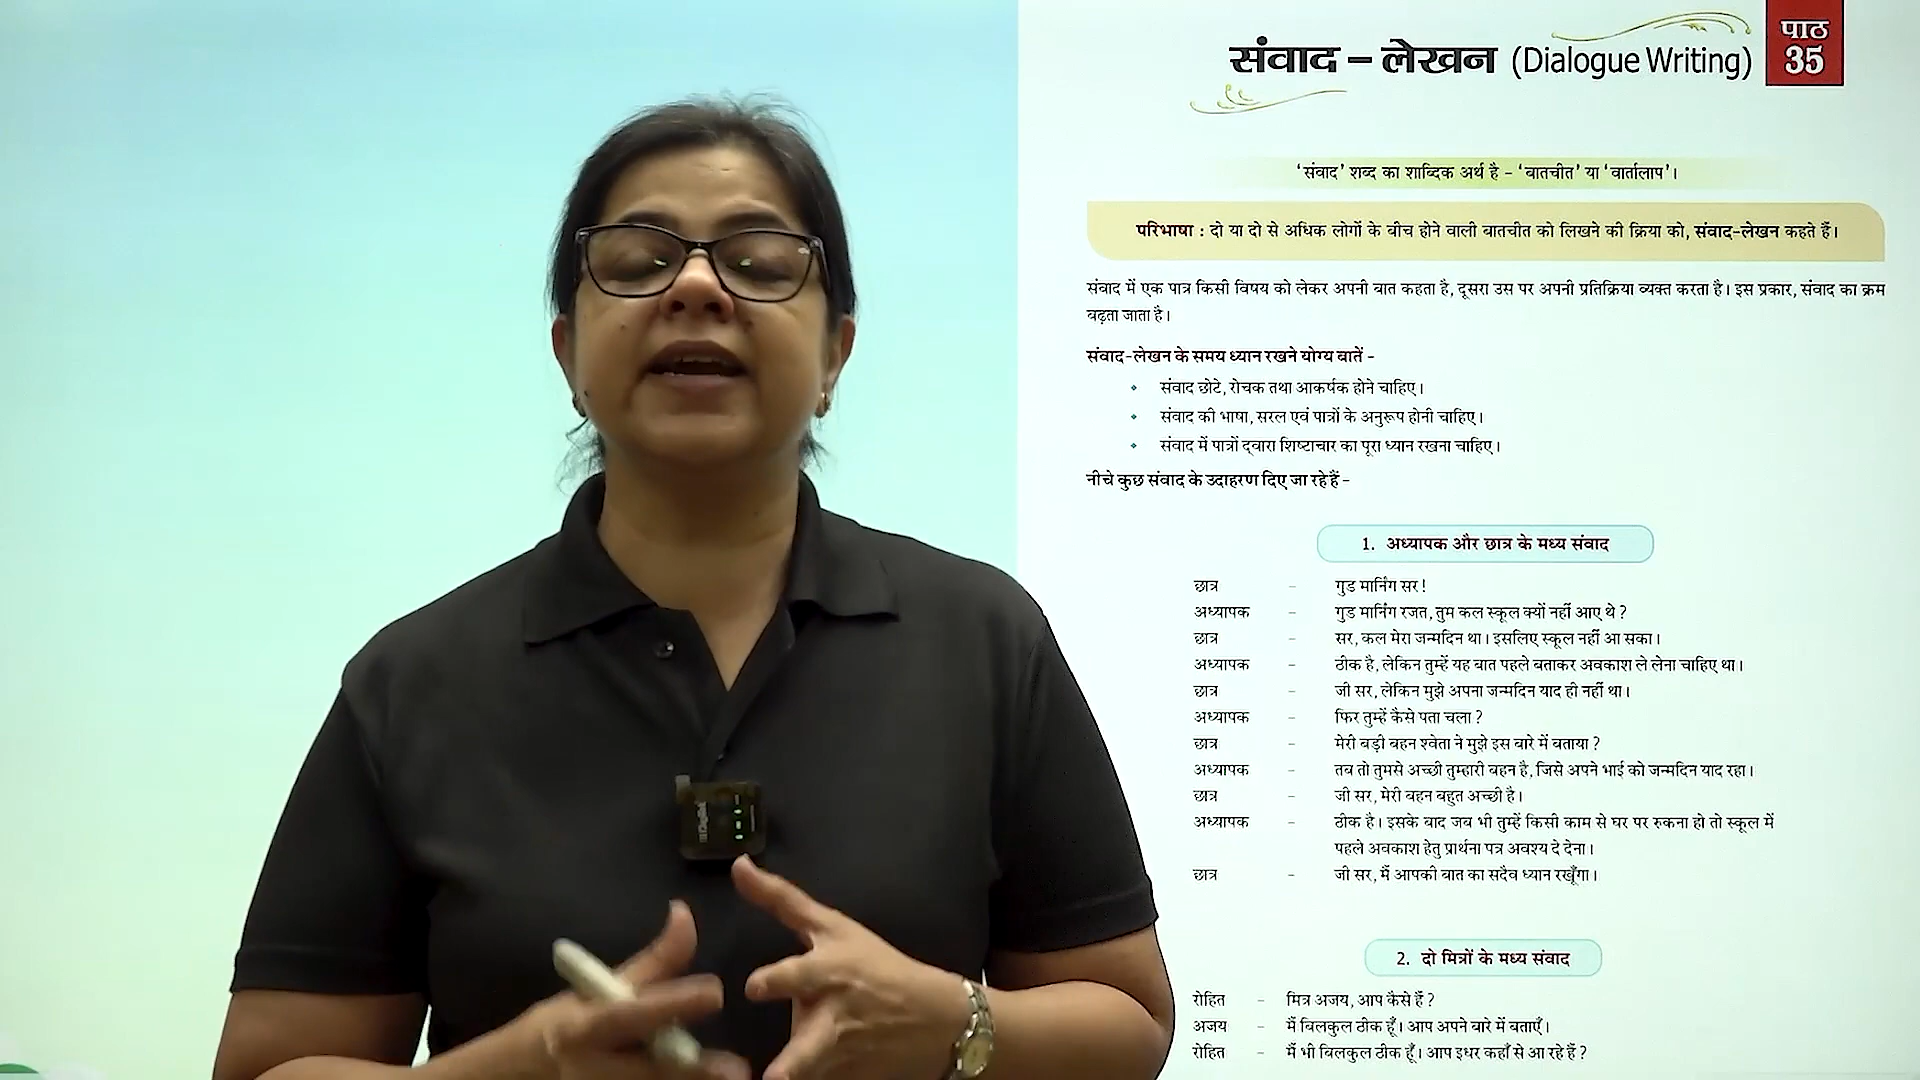 संवाद – लेखन (Dialogue Writing)
पाठ
35
‘संवाद’ शब्द का शाब्दिक अर्थ है – ‘बातचीत’ या ‘वार्तालाप’।
परिभाषा : दो या दो से अधिक लोगों के बीच होने वाली बातचीत को लिखने की क्रिया को, संवाद-लेखन कहते हैं।
संवाद में एक पात्र किसी विषय को लेकर अपनी बात कहता है, दूसरा उस पर अपनी प्रतिक्रिया व्यक्त करता है। इस प्रकार, संवाद का क्रम
बढ़ता जाता है।
संवाद-लेखन के समय ध्यान रखने योग्य बातें –
संवाद छोटे, रोचक तथा आकर्षक होने चाहिए।
संवाद की भाषा, सरल एवं पात्रों के अनुरूप होनी चाहिए।
संवाद में पात्रों द्‌वारा शिष्टाचार का पूरा ध्यान रखना चाहिए।
नीचे कुछ संवाद के उदाहरण दिए जा रहे हैं –
1. अध्यापक और छात्र के मध्य संवाद
छात्र – गुड मार्निंग सर!
अध्यापक – गुड मार्निंग रजत, तुम कल स्कूल क्यों नहीं आए थे?
छात्र – सर, कल मेरा जन्मदिन था। इसलिए स्कूल नहीं आ सका।
अध्यापक – ठीक है, लेकिन तुम्हें यह बात पहले बताकर अवकाश ले लेना चाहिए था।
छात्र – जी सर, लेकिन मुझे अपना जन्मदिन याद ही नहीं था।
अध्यापक – फिर तुम्हें कैसे पता चला?
छात्र – मेरी बड़ी बहन श्वेता ने मुझे इस बारे में बताया?
अध्यापक – तब तो तुमसे अच्छी तुम्हारी बहन है, जिसे अपने भाई को जन्मदिन याद रहा।
छात्र – जी सर, मेरी बहन बहुत अच्छी है।
अध्यापक – ठीक है। इसके बाद जब भी तुम्हें किसी काम से घर पर रुकना हो तो स्कूल में
पहले अवकाश हेतु प्रार्थना पत्र अवश्य दे देना।
छात्र – जी सर, मैं आपकी बात का सदैव ध्यान रखूँगा।
2. दो मित्रों के मध्य संवाद
रोहित – मित्र अजय, आप कैसे हैं?
अजय – मैं बिलकुल ठीक हूँ। आप अपने बारे में बताएँ।
रोहित – मैं भी बिलकुल ठीक हूँ। आप इधर कहाँ से आ रहे हैं?